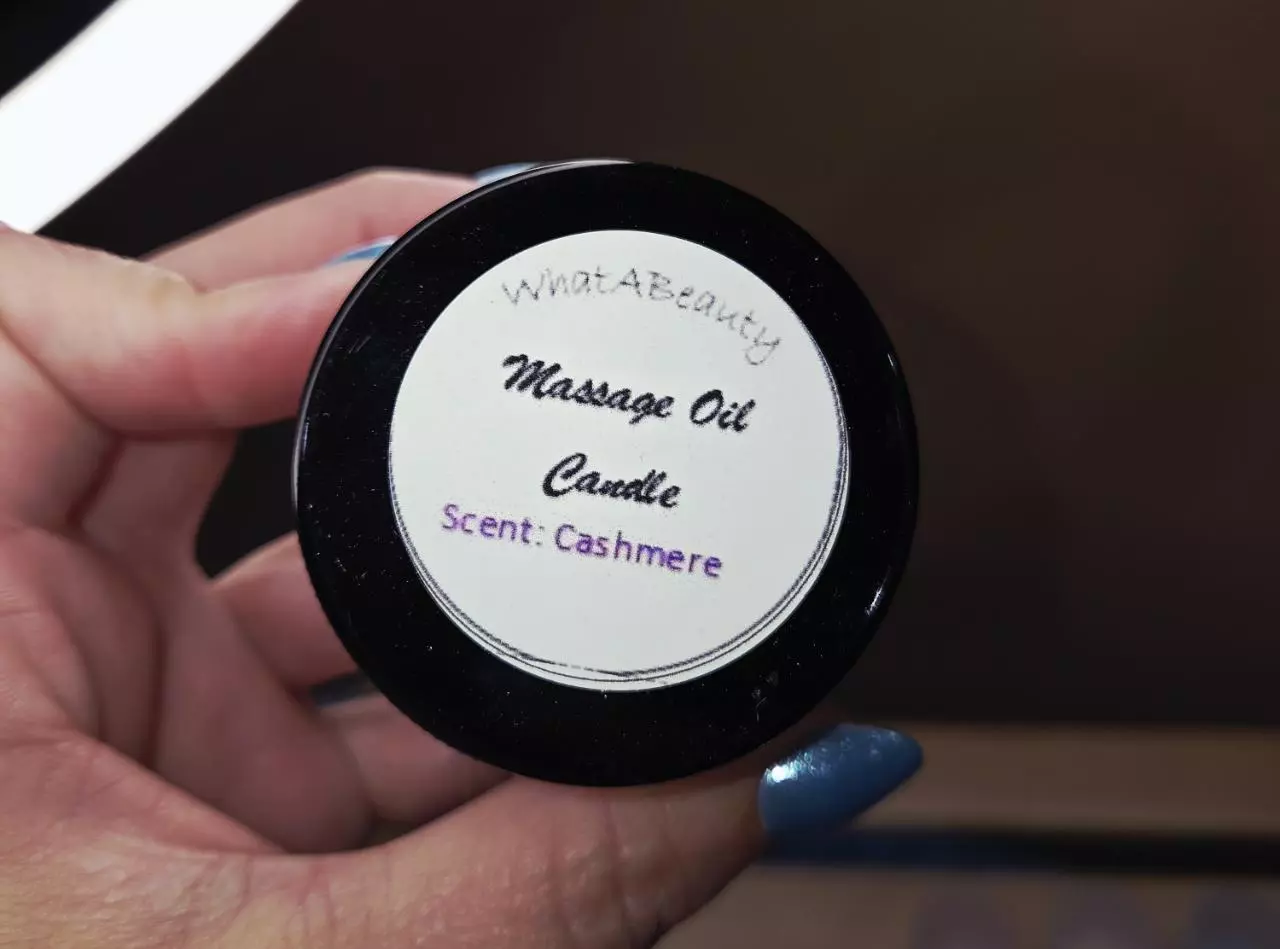 WhatABeauty
Massage Oil
Candle
Scent: Cashmere